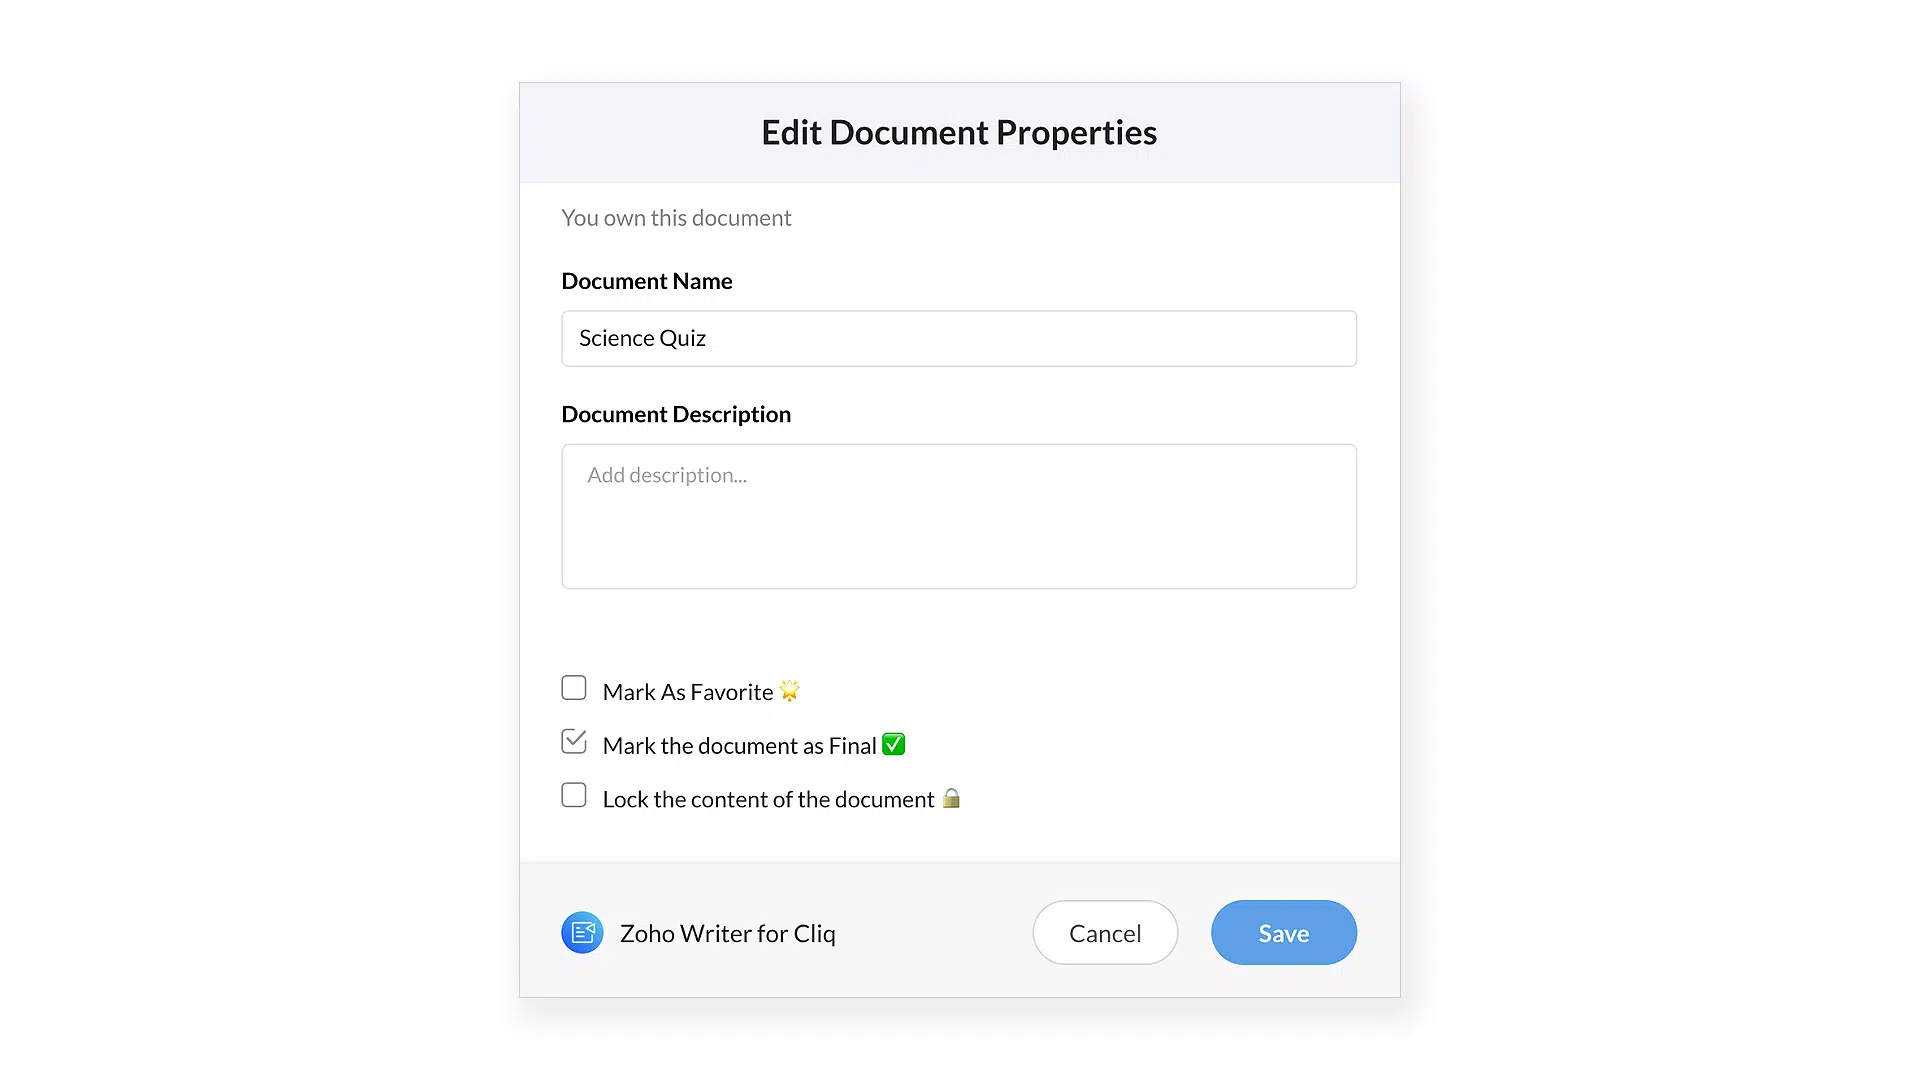 Edit Document Properties
You own this document
Document Name
Science Quiz
Document Description
Add description...
Mark As Favorite 🌟
Mark the document as Final ✅
Lock the content of the document 🔒
Zoho Writer for Cliq
Cancel
Save